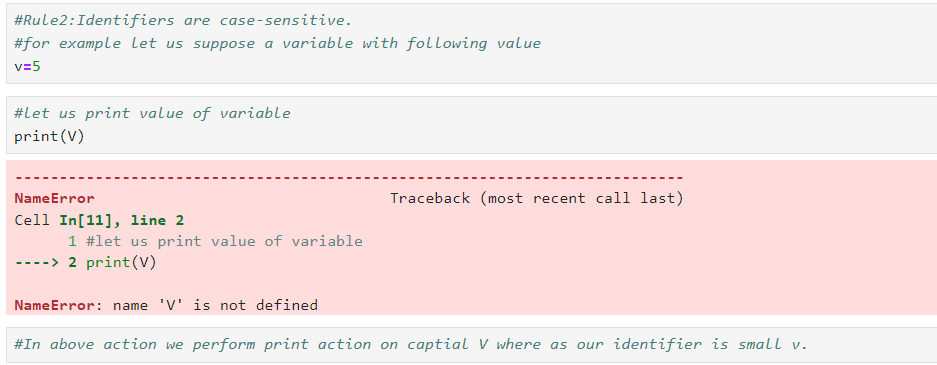 #Rule2:Identifiers are case-sensitive.
#for example let us suppose a variable with following value
v=5
#let us print value of variable
print(V)
---------------------------------------------------------------------------
NameError                                 Traceback (most recent call last)
Cell In[11], line 2
      1 #let us print value of variable
----> 2 print(V)
NameError: name 'V' is not defined
#In above action we perform print action on captial V where as our identifier is small v.